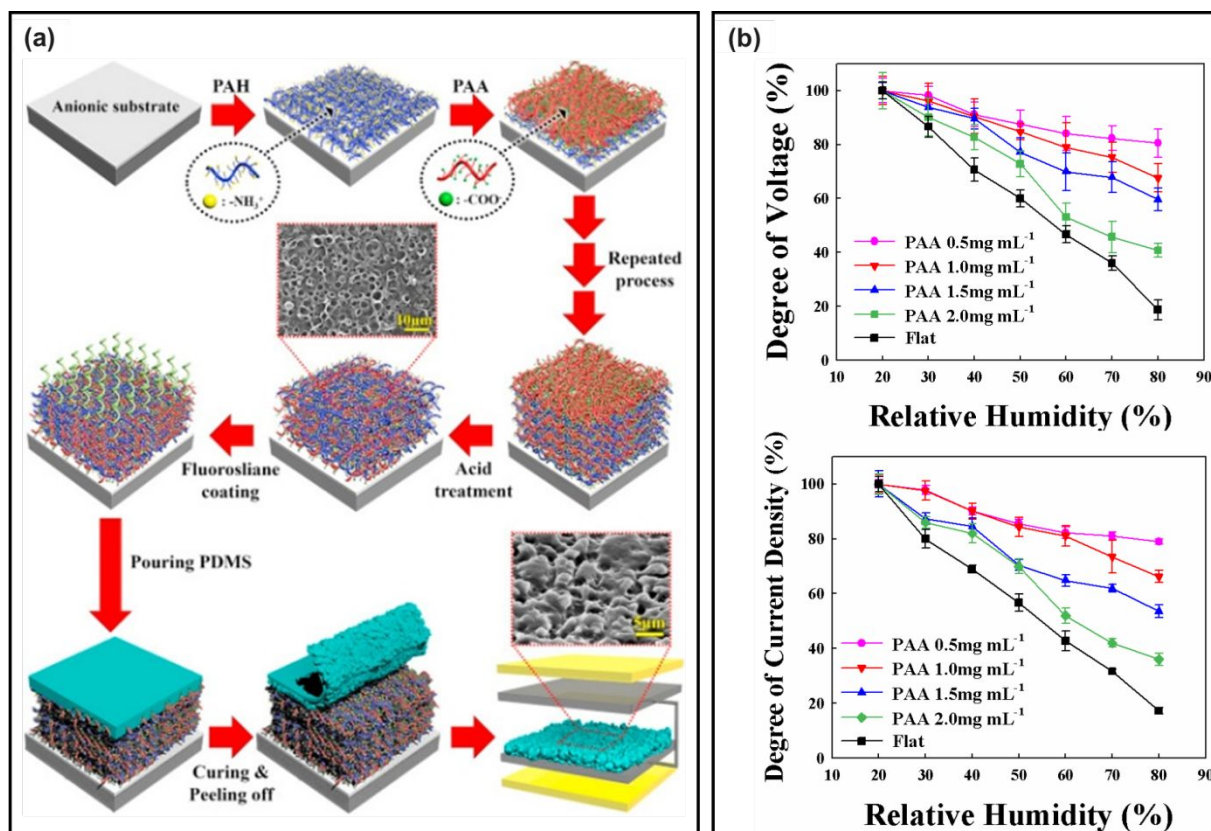 (a)
Anionic substrate
PAH
PAA
: -NH₃⁺
: -COO⁻
Repeated
process
10μm
Fluorosliane
coating
Acid
treatment
Pouring PDMS
5μm
Curing &
Peeling off
(b)
Degree of Voltage (%)
100
80
60
40
20
0
PAA 0.5mg mL⁻¹
PAA 1.0mg mL⁻¹
PAA 1.5mg mL⁻¹
PAA 2.0mg mL⁻¹
Flat
10 20 30 40 50 60 70 80 90
Relative Humidity (%)
Degree of Current Density (%)
100
80
60
40
20
0
PAA 0.5mg mL⁻¹
PAA 1.0mg mL⁻¹
PAA 1.5mg mL⁻¹
PAA 2.0mg mL⁻¹
Flat
10 20 30 40 50 60 70 80 90
Relative Humidity (%)